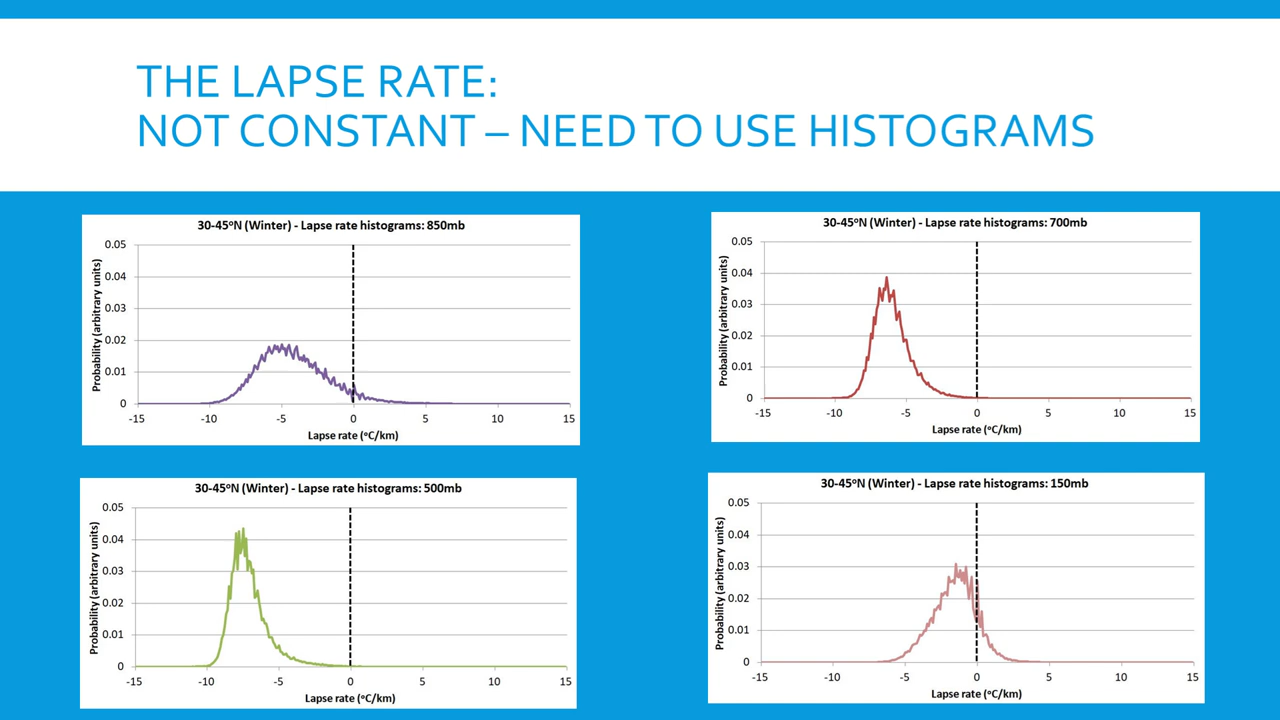 THE LAPSE RATE:
NOT CONSTANT – NEED TO USE HISTOGRAMS
30-45ºN (Winter) - Lapse rate histograms: 850mb
Probability (arbitrary units)
0.05
0.04
0.03
0.02
0.01
0
-15 -10 -5 0 5 10 15
Lapse rate (ºC/km)
30-45ºN (Winter) - Lapse rate histograms: 700mb
Probability (arbitrary units)
0.05
0.04
0.03
0.02
0.01
0
-15 -10 -5 0 5 10 15
Lapse rate (ºC/km)
30-45ºN (Winter) - Lapse rate histograms: 500mb
Probability (arbitrary units)
0.05
0.04
0.03
0.02
0.01
0
-15 -10 -5 0 5 10 15
Lapse rate (ºC/km)
30-45ºN (Winter) - Lapse rate histograms: 150mb
Probability (arbitrary units)
0.05
0.04
0.03
0.02
0.01
0
-15 -10 -5 0 5 10 15
Lapse rate (ºC/km)